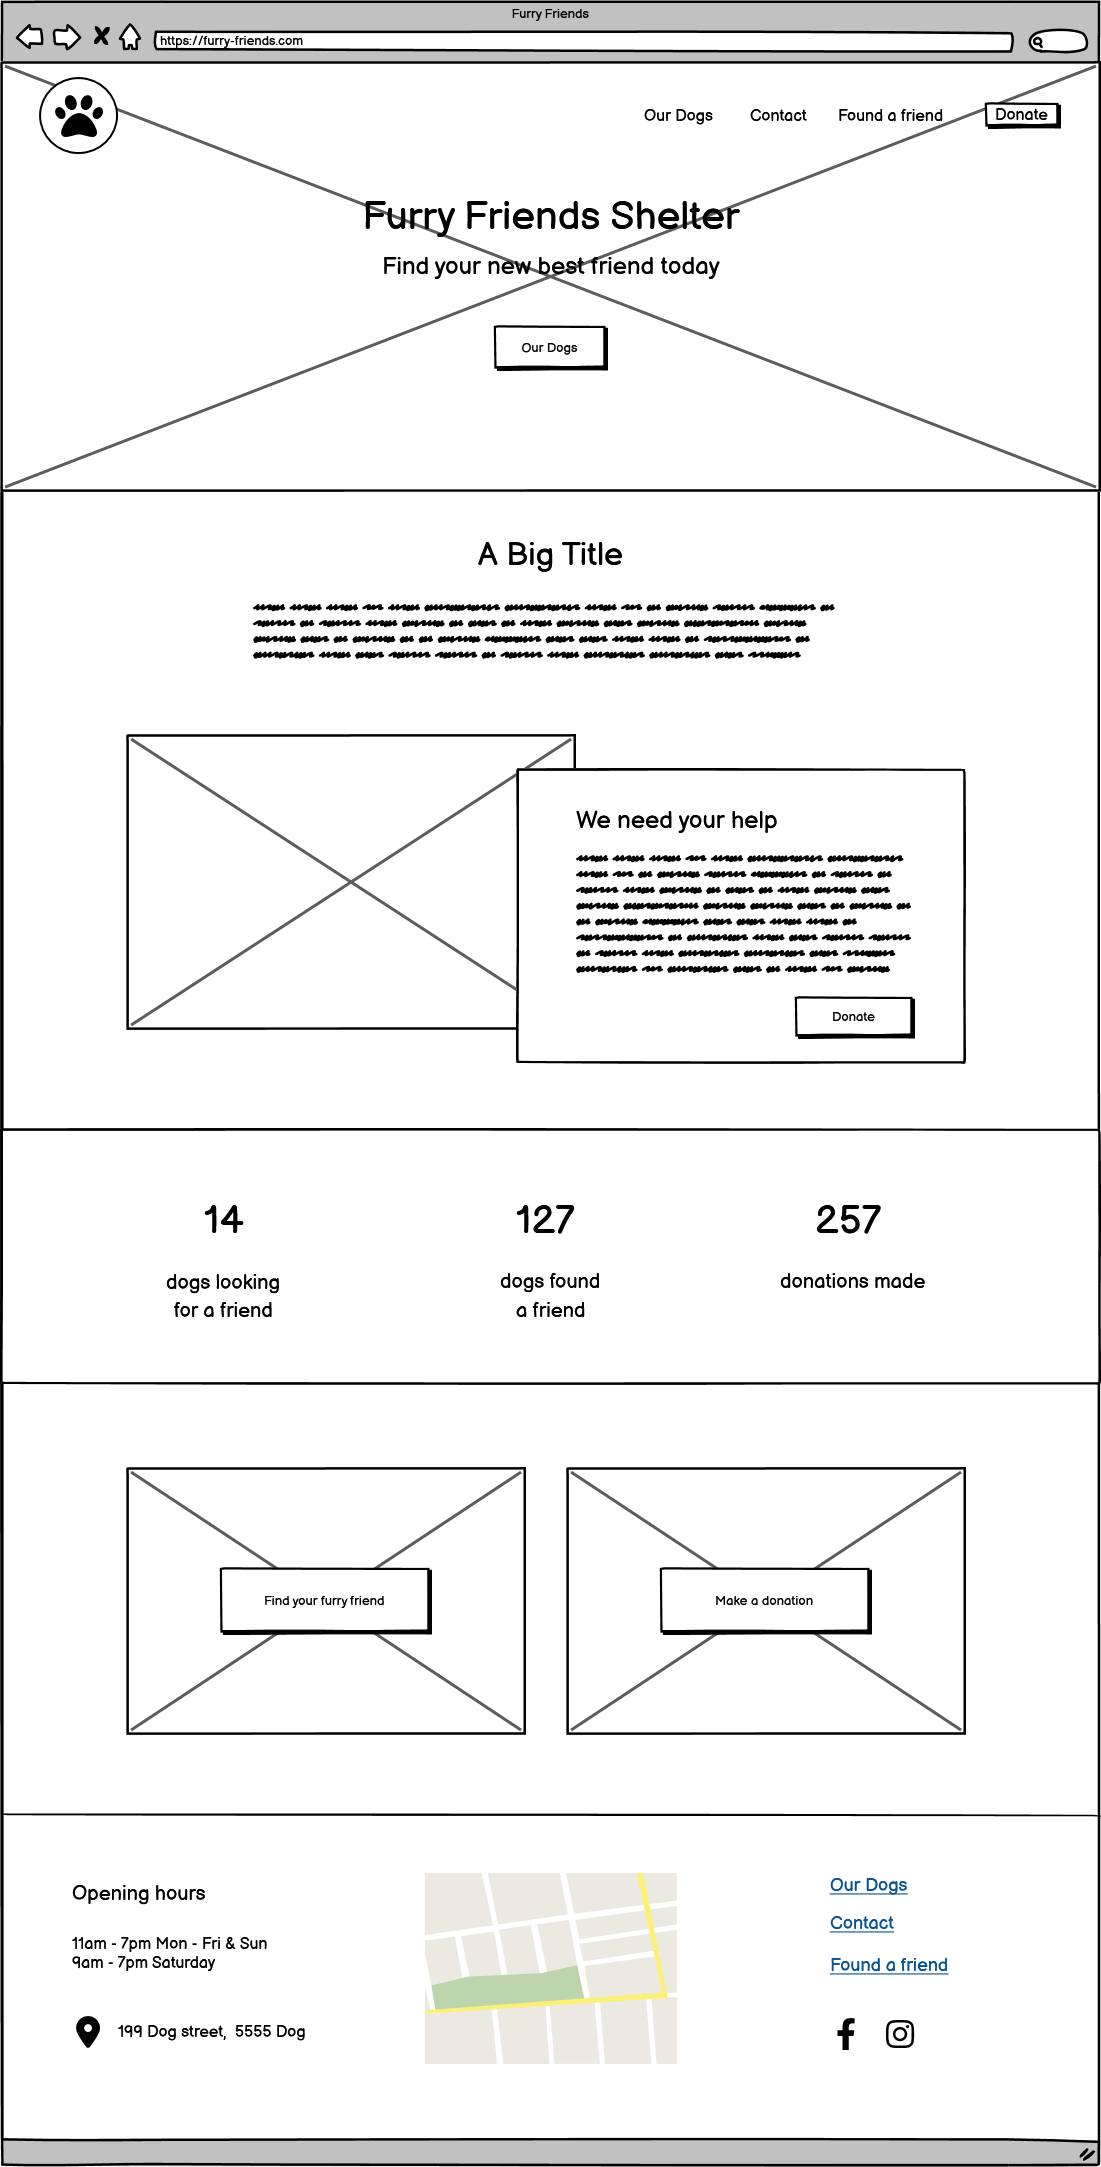 Furry Friends
https://furry-friends.com
Our Dogs
Contact
Found a friend
Donate
Furry Friends Shelter
Find your new best friend today
Our Dogs
A Big Title
We need your help
Donate
14
dogs looking
for a friend
127
dogs found
a friend
257
donations made
Find your furry friend
Make a donation
Opening hours
11am - 7pm Mon - Fri & Sun
9am - 7pm Saturday
199 Dog street,  5555 Dog
Our Dogs
Contact
Found a friend